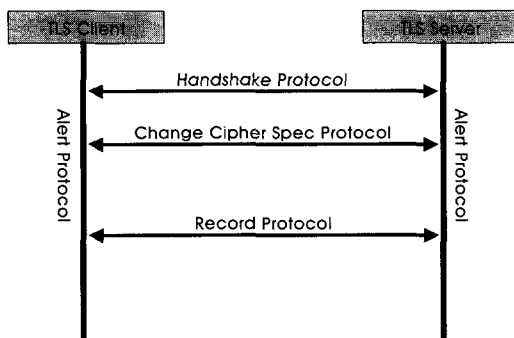 TLS Client
TLS Server
Handshake Protocol
Alert Protocol
Alert Protocol
Change Cipher Spec Protocol
Record Protocol